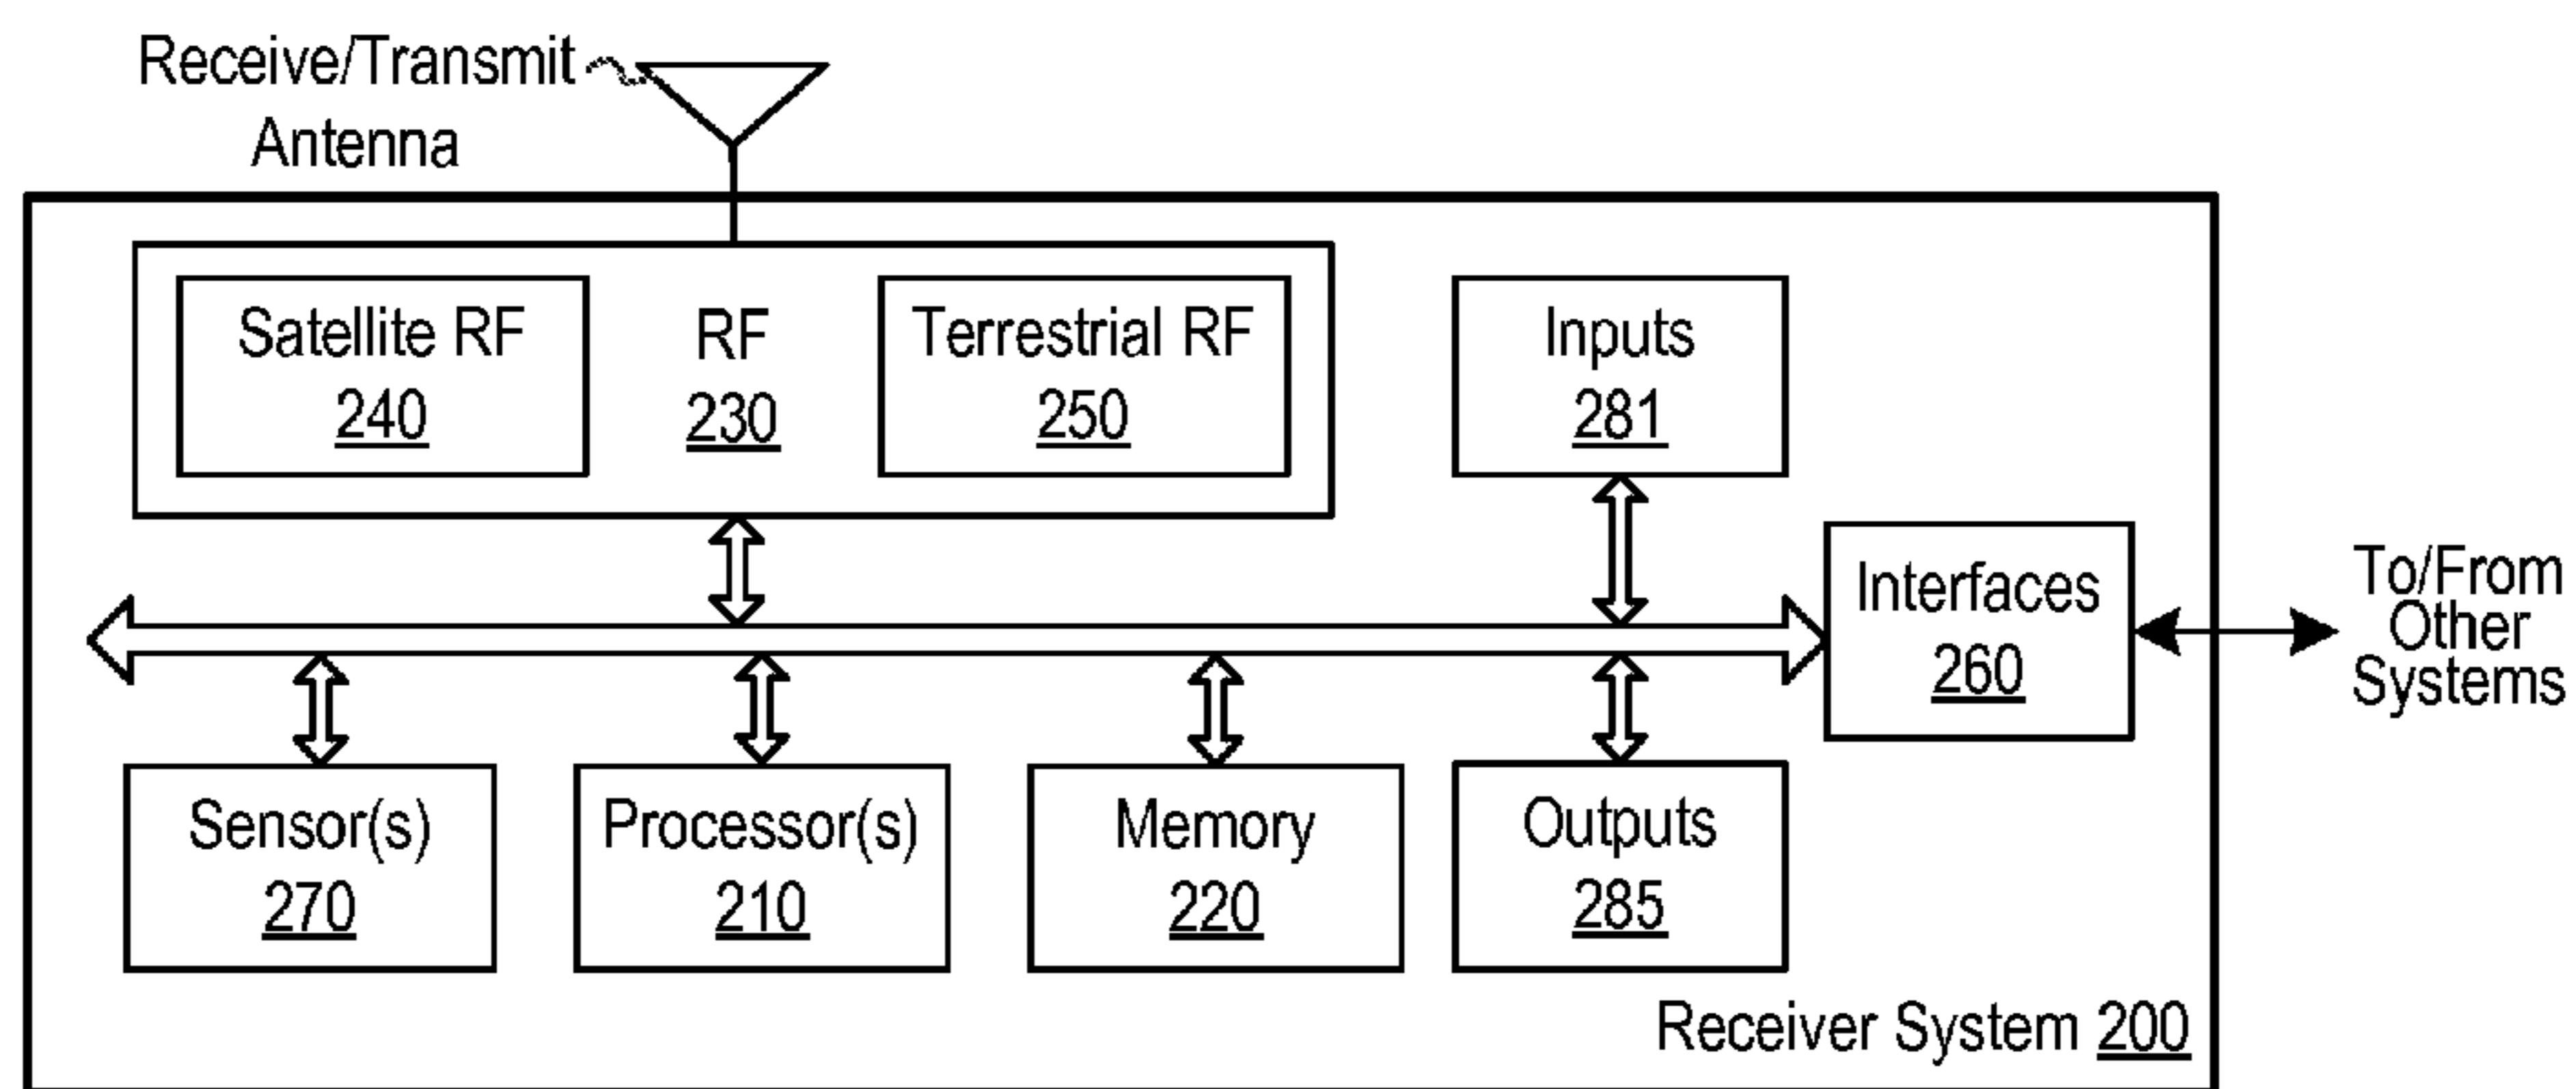 Receive/Transmit
Antenna
Satellite RF
240
RF
230
Terrestrial RF
250
Inputs
281
Interfaces
260
To/From
Other
Systems
Sensor(s)
270
Processor(s)
210
Memory
220
Outputs
285
Receiver System 200